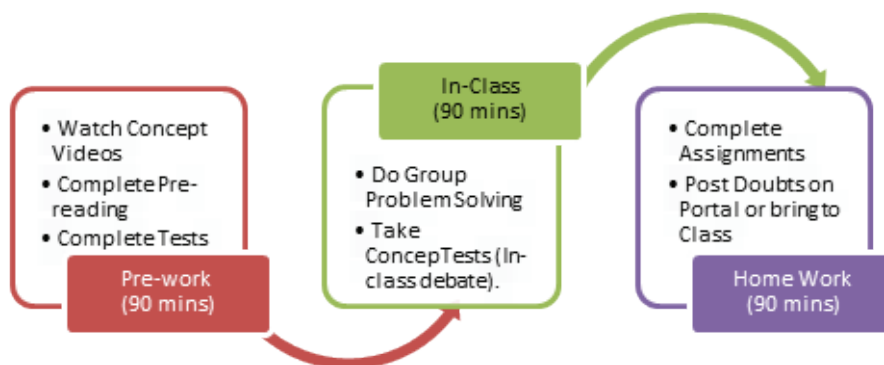 • Watch Concept
Videos
• Complete Pre-
reading
• Complete Tests
Pre-work
(90 mins)
In-Class
(90 mins)
• Do Group
Problem Solving
• Take
ConcepTests (In-
class debate).
• Complete
Assignments
• Post Doubts on
Portal or bring to
Class
Home Work
(90 mins)